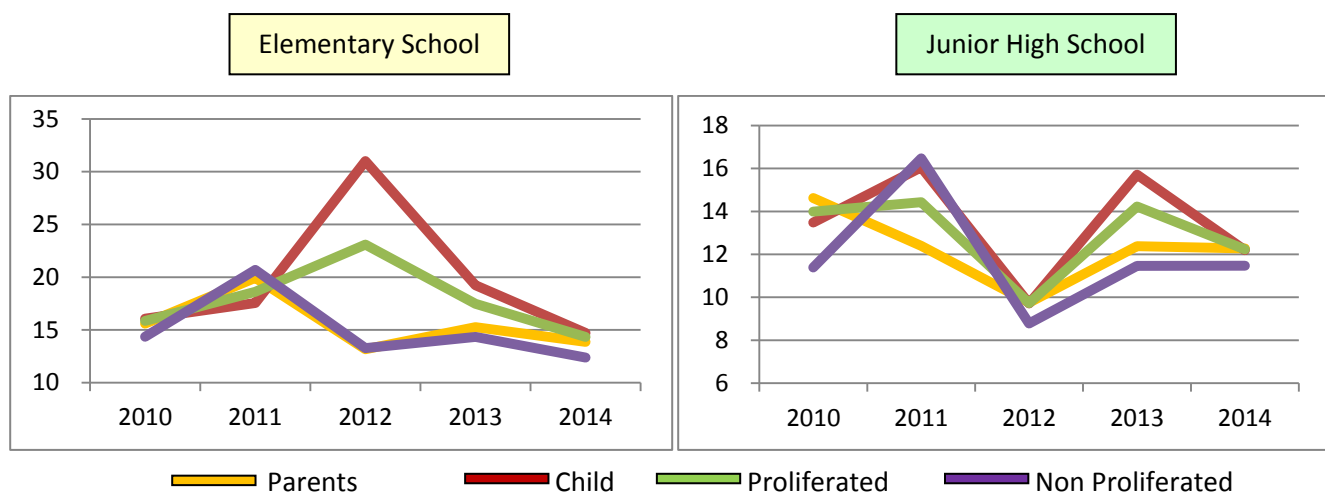 Elementary School
Junior High School
35
30
25
20
15
10
2010 2011 2012 2013 2014
18
16
14
12
10
8
6
2010 2011 2012 2013 2014
Parents Child Proliferated Non Proliferated